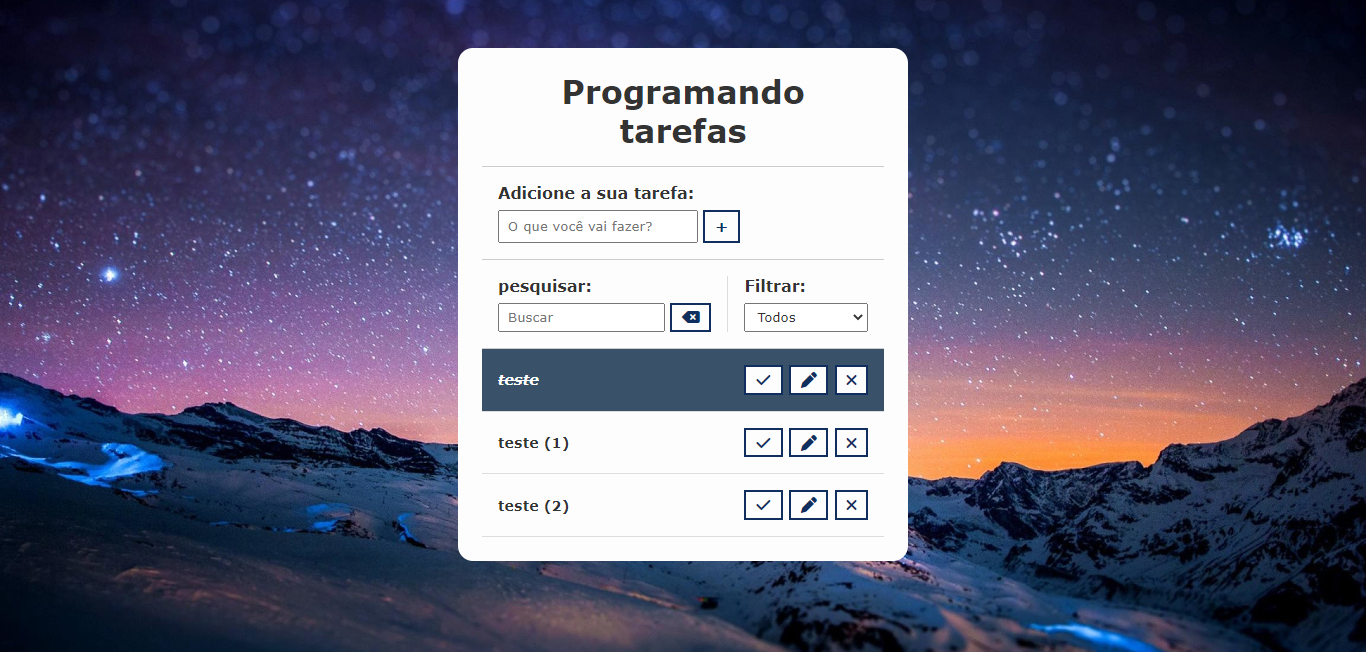 Programando
tarefas
Adicione a sua tarefa:
O que você vai fazer?
+
pesquisar:
Filtrar:
Buscar
Todos
teste
teste (1)
teste (2)